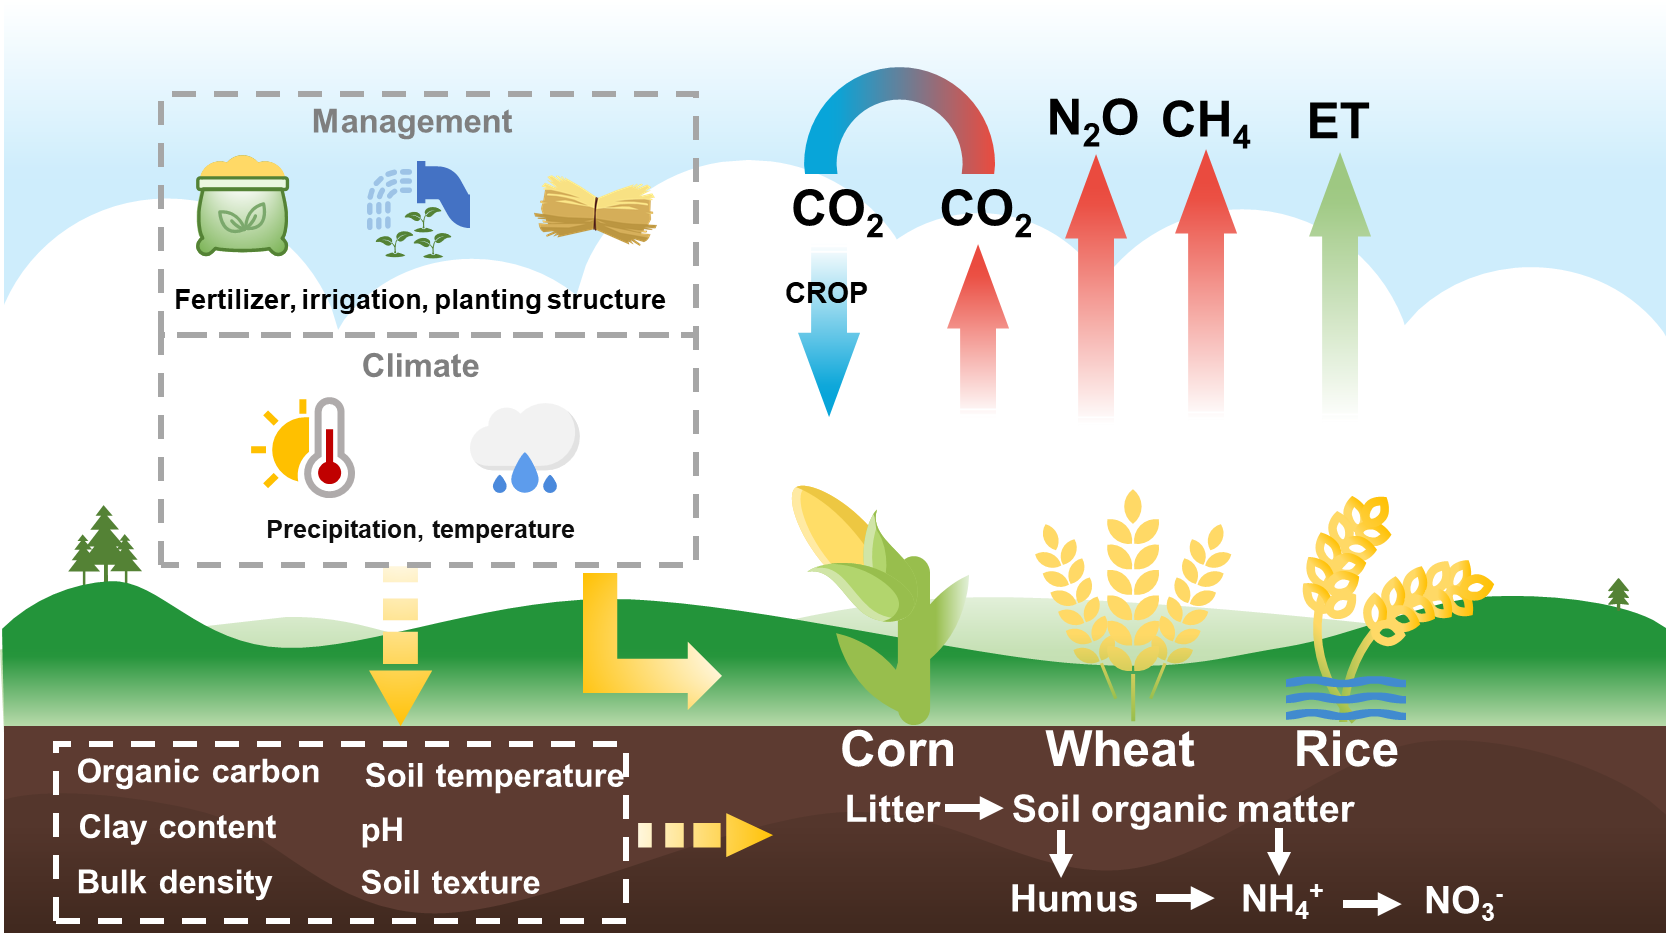 Management
Fertilizer, irrigation, planting structure
Climate
Precipitation, temperature
CO₂
CO₂
N₂O
CH₄
ET
CROP
Corn
Wheat
Rice
Organic carbon
Soil temperature
Clay content
pH
Bulk density
Soil texture
Litter
Soil organic matter
Humus
NH₄⁺
NO₃⁻